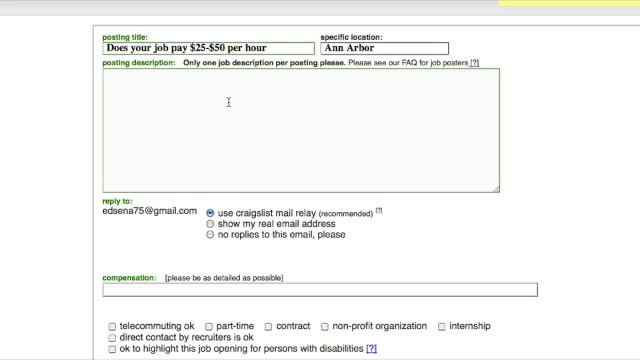 posting title: specific location:
Does your job pay $25-$50 per hour Ann Arbor
posting description: Only one job description per posting please. Please see our FAQ for job posters [?]
reply to:
edsena75@gmail.com use craigslist mail relay (recommended) [?]
show my real email address
no replies to this email, please
compensation: [please be as detailed as possible]
telecommuting ok part-time contract non-profit organization internship
direct contact by recruiters is ok
ok to highlight this job opening for persons with disabilities [?]